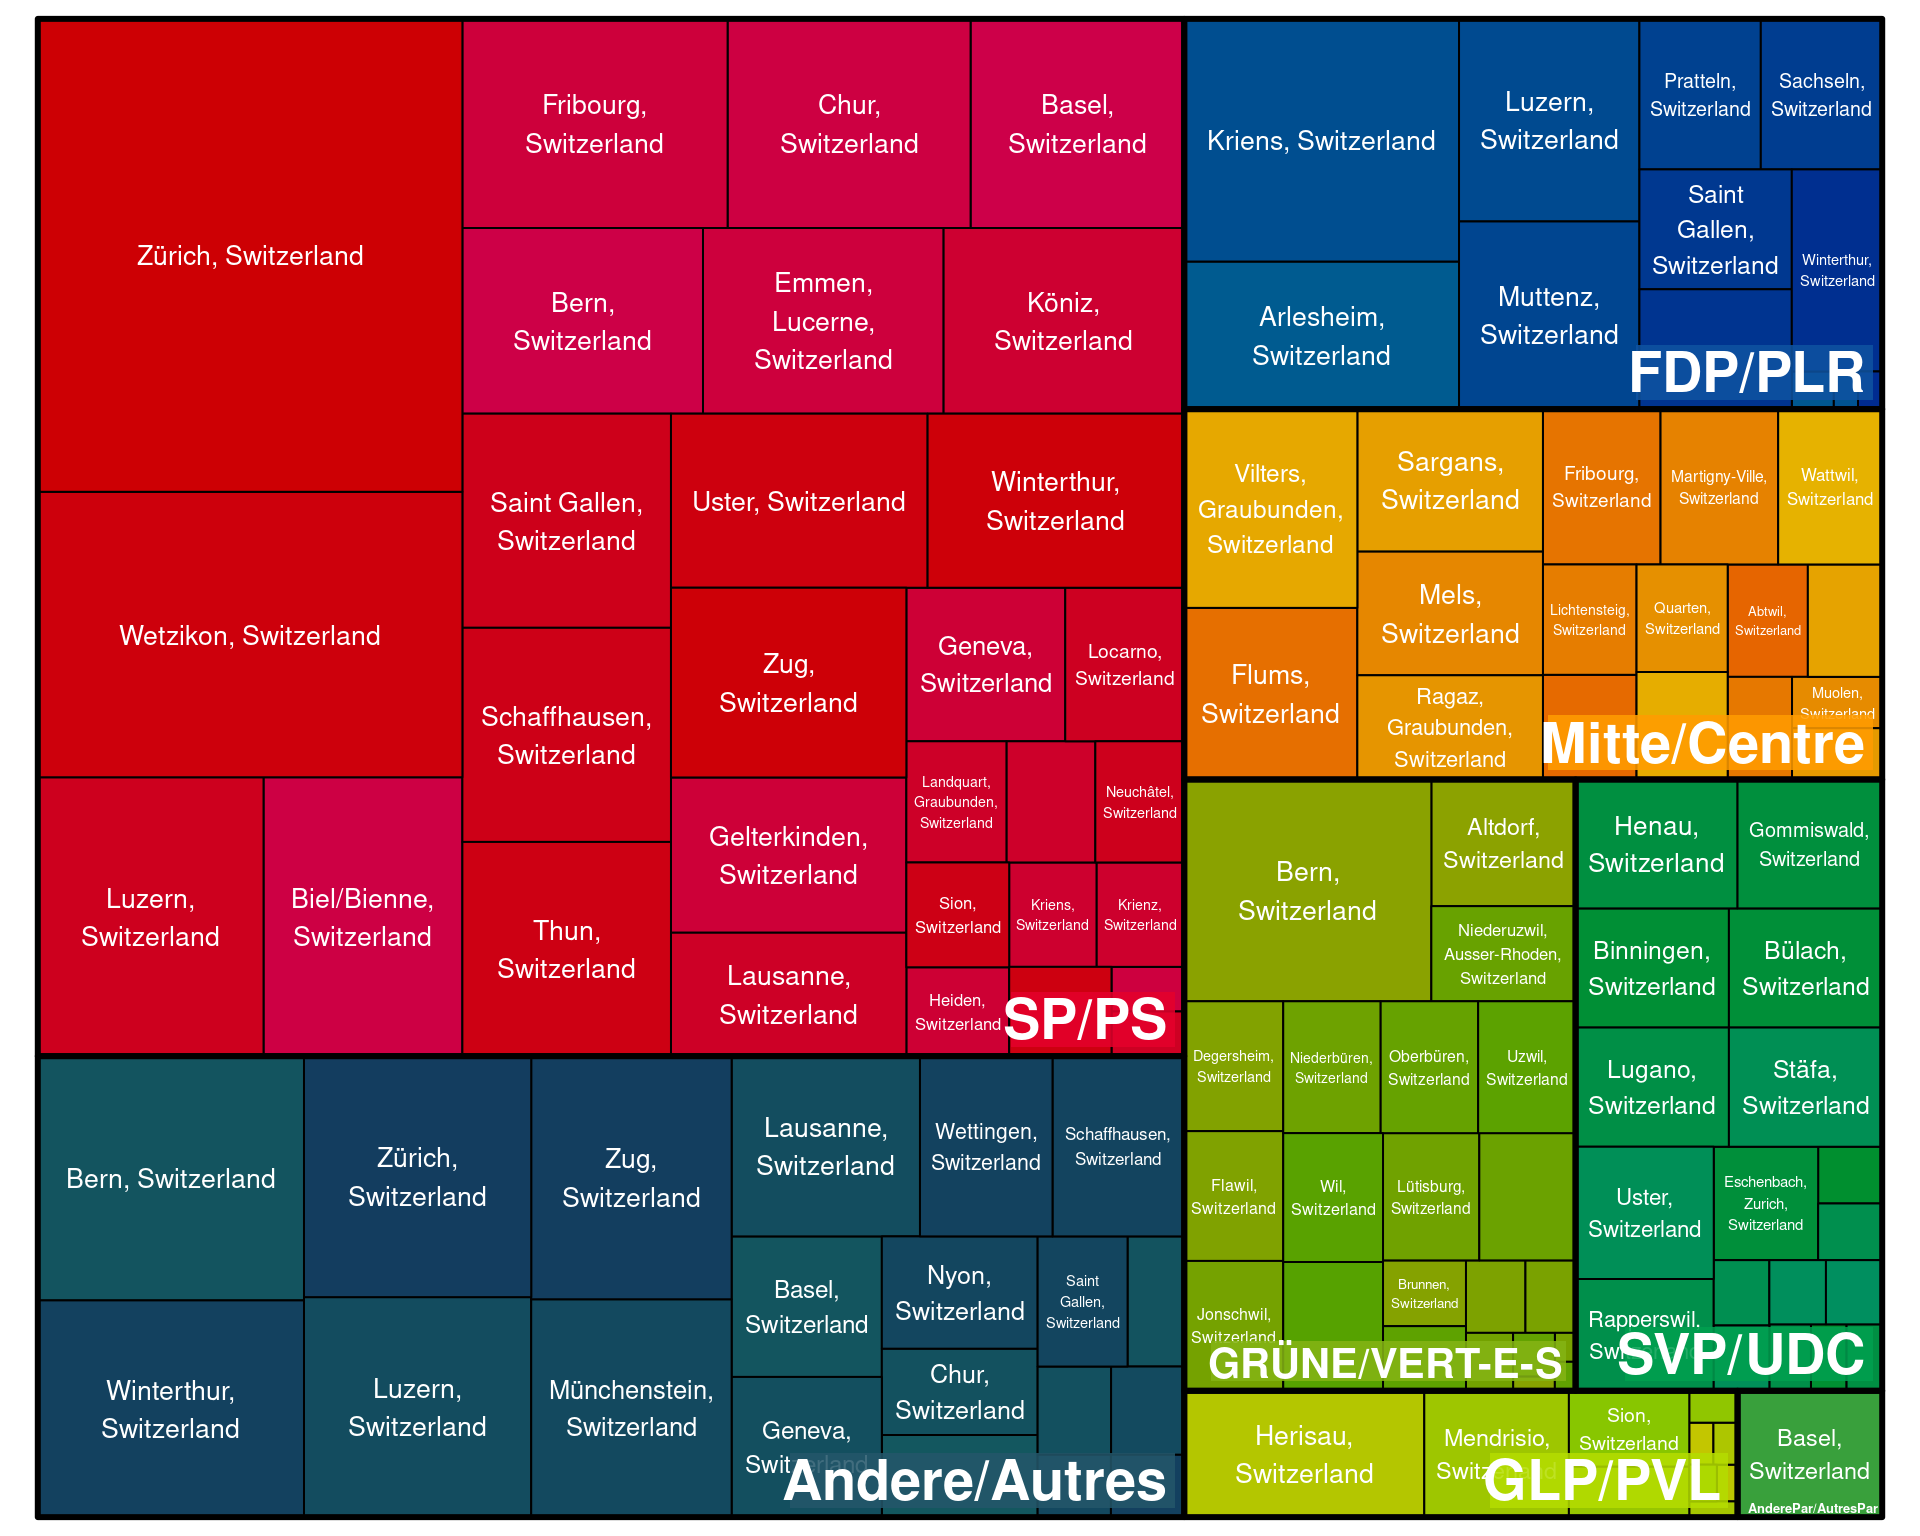 Zürich, Switzerland
Wetzikon, Switzerland
Luzern,
Switzerland
Biel/Bienne,
Switzerland
Fribourg,
Switzerland
Chur,
Switzerland
Basel,
Switzerland
Bern,
Switzerland
Emmen,
Lucerne,
Switzerland
Köniz,
Switzerland
Saint Gallen,
Switzerland
Schaffhausen,
Switzerland
Thun,
Switzerland
Uster, Switzerland
Winterthur,
Switzerland
Zug,
Switzerland
Gelterkinden,
Switzerland
Lausanne,
Switzerland
Geneva,
Switzerland
Locarno,
Switzerland
Landquart,
Graubunden,
Switzerland
Neuchâtel,
Switzerland
Sion,
Switzerland
Kriens,
Switzerland
Krienz,
Switzerland
Heiden,
Switzerland
SP/PS
Bern, Switzerland
Winterthur,
Switzerland
Zürich,
Switzerland
Luzern,
Switzerland
Zug,
Switzerland
Münchenstein,
Switzerland
Lausanne,
Switzerland
Wettingen,
Switzerland
Schaffhausen,
Switzerland
Basel,
Switzerland
Geneva,
Switzerland
Nyon,
Switzerland
Chur,
Switzerland
Saint
Gallen,
Switzerland
Andere/Autres
Kriens, Switzerland
Arlesheim,
Switzerland
Luzern,
Switzerland
Muttenz,
Switzerland
Pratteln,
Switzerland
Sachseln,
Switzerland
Saint
Gallen,
Switzerland
Winterthur,
Switzerland
FDP/PLR
Vilters,
Graubunden,
Switzerland
Flums,
Switzerland
Sargans,
Switzerland
Mels,
Switzerland
Ragaz,
Graubunden,
Switzerland
Fribourg,
Switzerland
Martigny-Ville,
Switzerland
Wattwil,
Switzerland
Lichtensteig,
Switzerland
Quarten,
Switzerland
Abtwil,
Switzerland
Muolen,
Switzerland
Mitte/Centre
Bern,
Switzerland
Altdorf,
Switzerland
Niederuzwil,
Ausser-Rhoden,
Switzerland
Degersheim,
Switzerland
Niederbüren,
Switzerland
Oberbüren,
Switzerland
Uzwil,
Switzerland
Flawil,
Switzerland
Wil,
Switzerland
Lütisburg,
Switzerland
Jonschwil,
Switzerland
Brunnen,
Switzerland
GRÜNE/VERT-E-S
Henau,
Switzerland
Gommiswald,
Switzerland
Binningen,
Switzerland
Bülach,
Switzerland
Lugano,
Switzerland
Stäfa,
Switzerland
Uster,
Switzerland
Eschenbach,
Zurich,
Switzerland
Rapperswil,
Switzerland
SVP/UDC
Herisau,
Switzerland
Mendrisio,
Switzerland
Sion,
Switzerland
GLP/PVL
Basel,
Switzerland
AnderePar/AutresPar